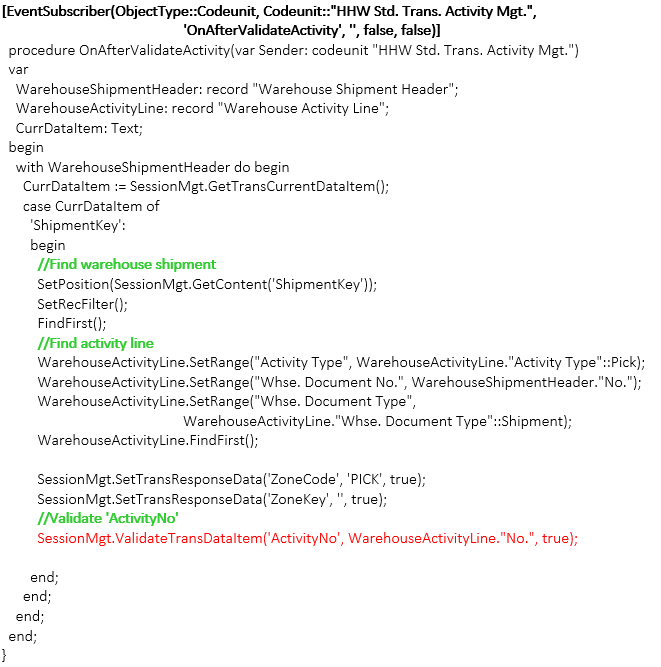 [EventSubscriber(ObjectType::Codeunit, Codeunit::"HHW Std. Trans. Activity Mgt.",
'OnAfterValidateActivity', '', false, false)]
procedure OnAfterValidateActivity(var Sender: codeunit "HHW Std. Trans. Activity Mgt.")
var
WarehouseShipmentHeader: record "Warehouse Shipment Header";
WarehouseActivityLine: record "Warehouse Activity Line";
CurrDataItem: Text;
begin
with WarehouseShipmentHeader do begin
CurrDataItem := SessionMgt.GetTransCurrentDataItem();
case CurrDataItem of
'ShipmentKey':
begin
//Find warehouse shipment
SetPosition(SessionMgt.GetContent('ShipmentKey'));
SetRecFilter();
FindFirst();
//Find activity line
WarehouseActivityLine.SetRange("Activity Type", WarehouseActivityLine."Activity Type"::Pick);
WarehouseActivityLine.SetRange("Whse. Document No.", WarehouseShipmentHeader."No.");
WarehouseActivityLine.SetRange("Whse. Document Type",
WarehouseActivityLine."Whse. Document Type"::Shipment);
WarehouseActivityLine.FindFirst();
SessionMgt.SetTransResponseData('ZoneCode', 'PICK', true);
SessionMgt.SetTransResponseData('ZoneKey', '', true);
//Validate 'ActivityNo'
SessionMgt.ValidateTransDataItem('ActivityNo', WarehouseActivityLine."No.", true);
end;
end;
end;
end;
}